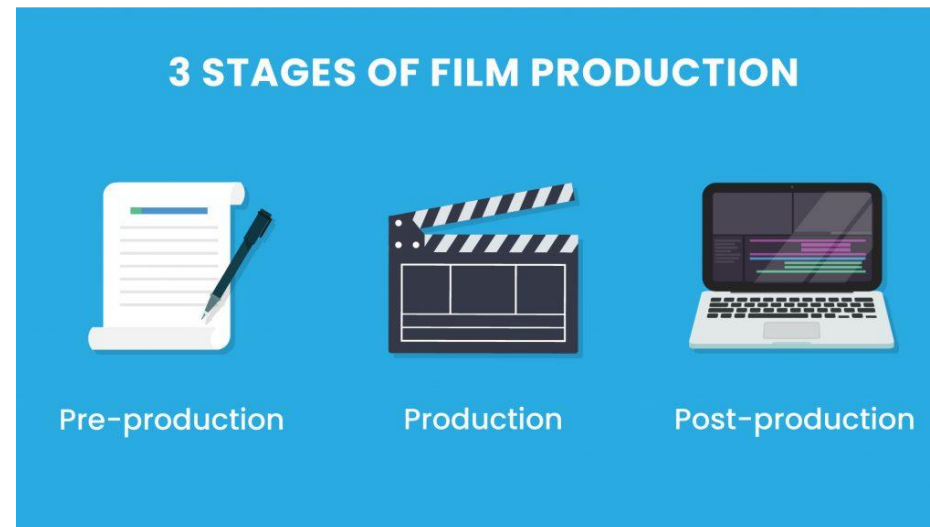 3 STAGES OF FILM PRODUCTION
Pre-production
Production
Post-production